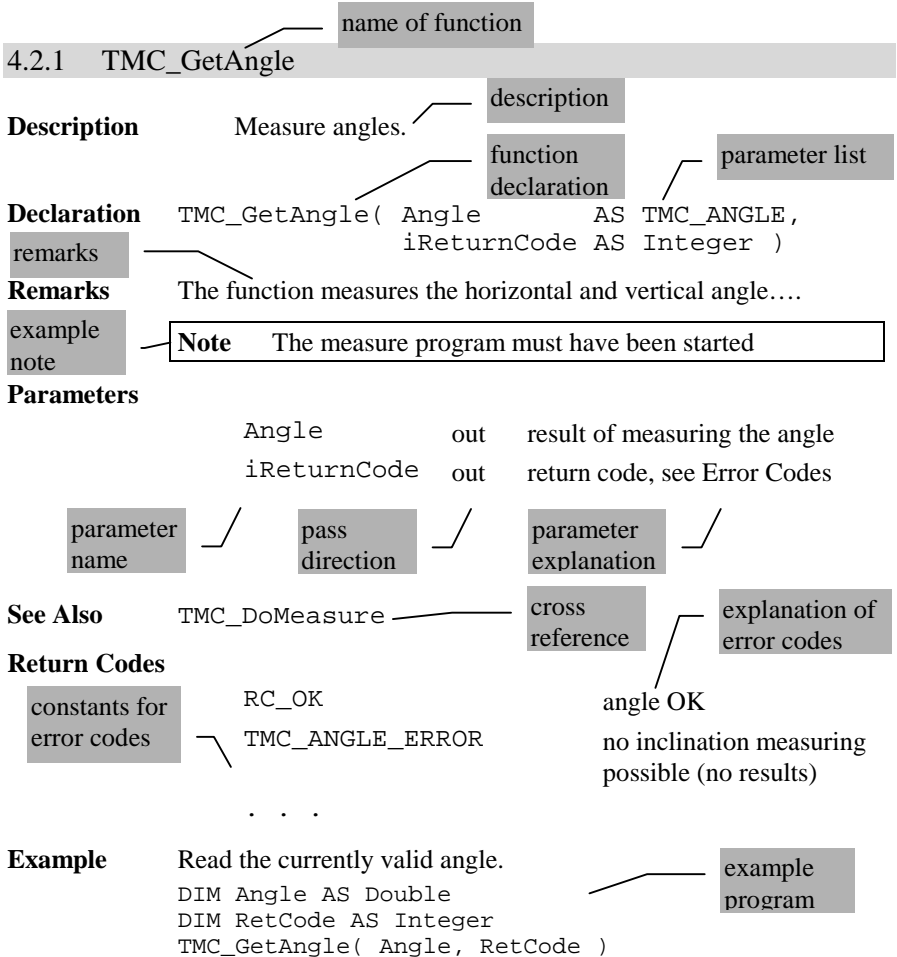 name of function
4.2.1 TMC_GetAngle
description
Description Measure angles.
function
declaration
parameter list
Declaration TMC_GetAngle( Angle AS TMC_ANGLE,
iReturnCode AS Integer )
remarks
Remarks The function measures the horizontal and vertical angle….
example
note
Note The measure program must have been started
Parameters
Angle out result of measuring the angle
iReturnCode out return code, see Error Codes
parameter
name
pass
direction
parameter
explanation
See Also TMC_DoMeasure
cross
reference
explanation of
error codes
Return Codes
constants for
error codes
RC_OK angle OK
TMC_ANGLE_ERROR no inclination measuring
possible (no results)
. . .
Example Read the currently valid angle.
example
program
DIM Angle AS Double
DIM RetCode AS Integer
TMC_GetAngle( Angle, RetCode )